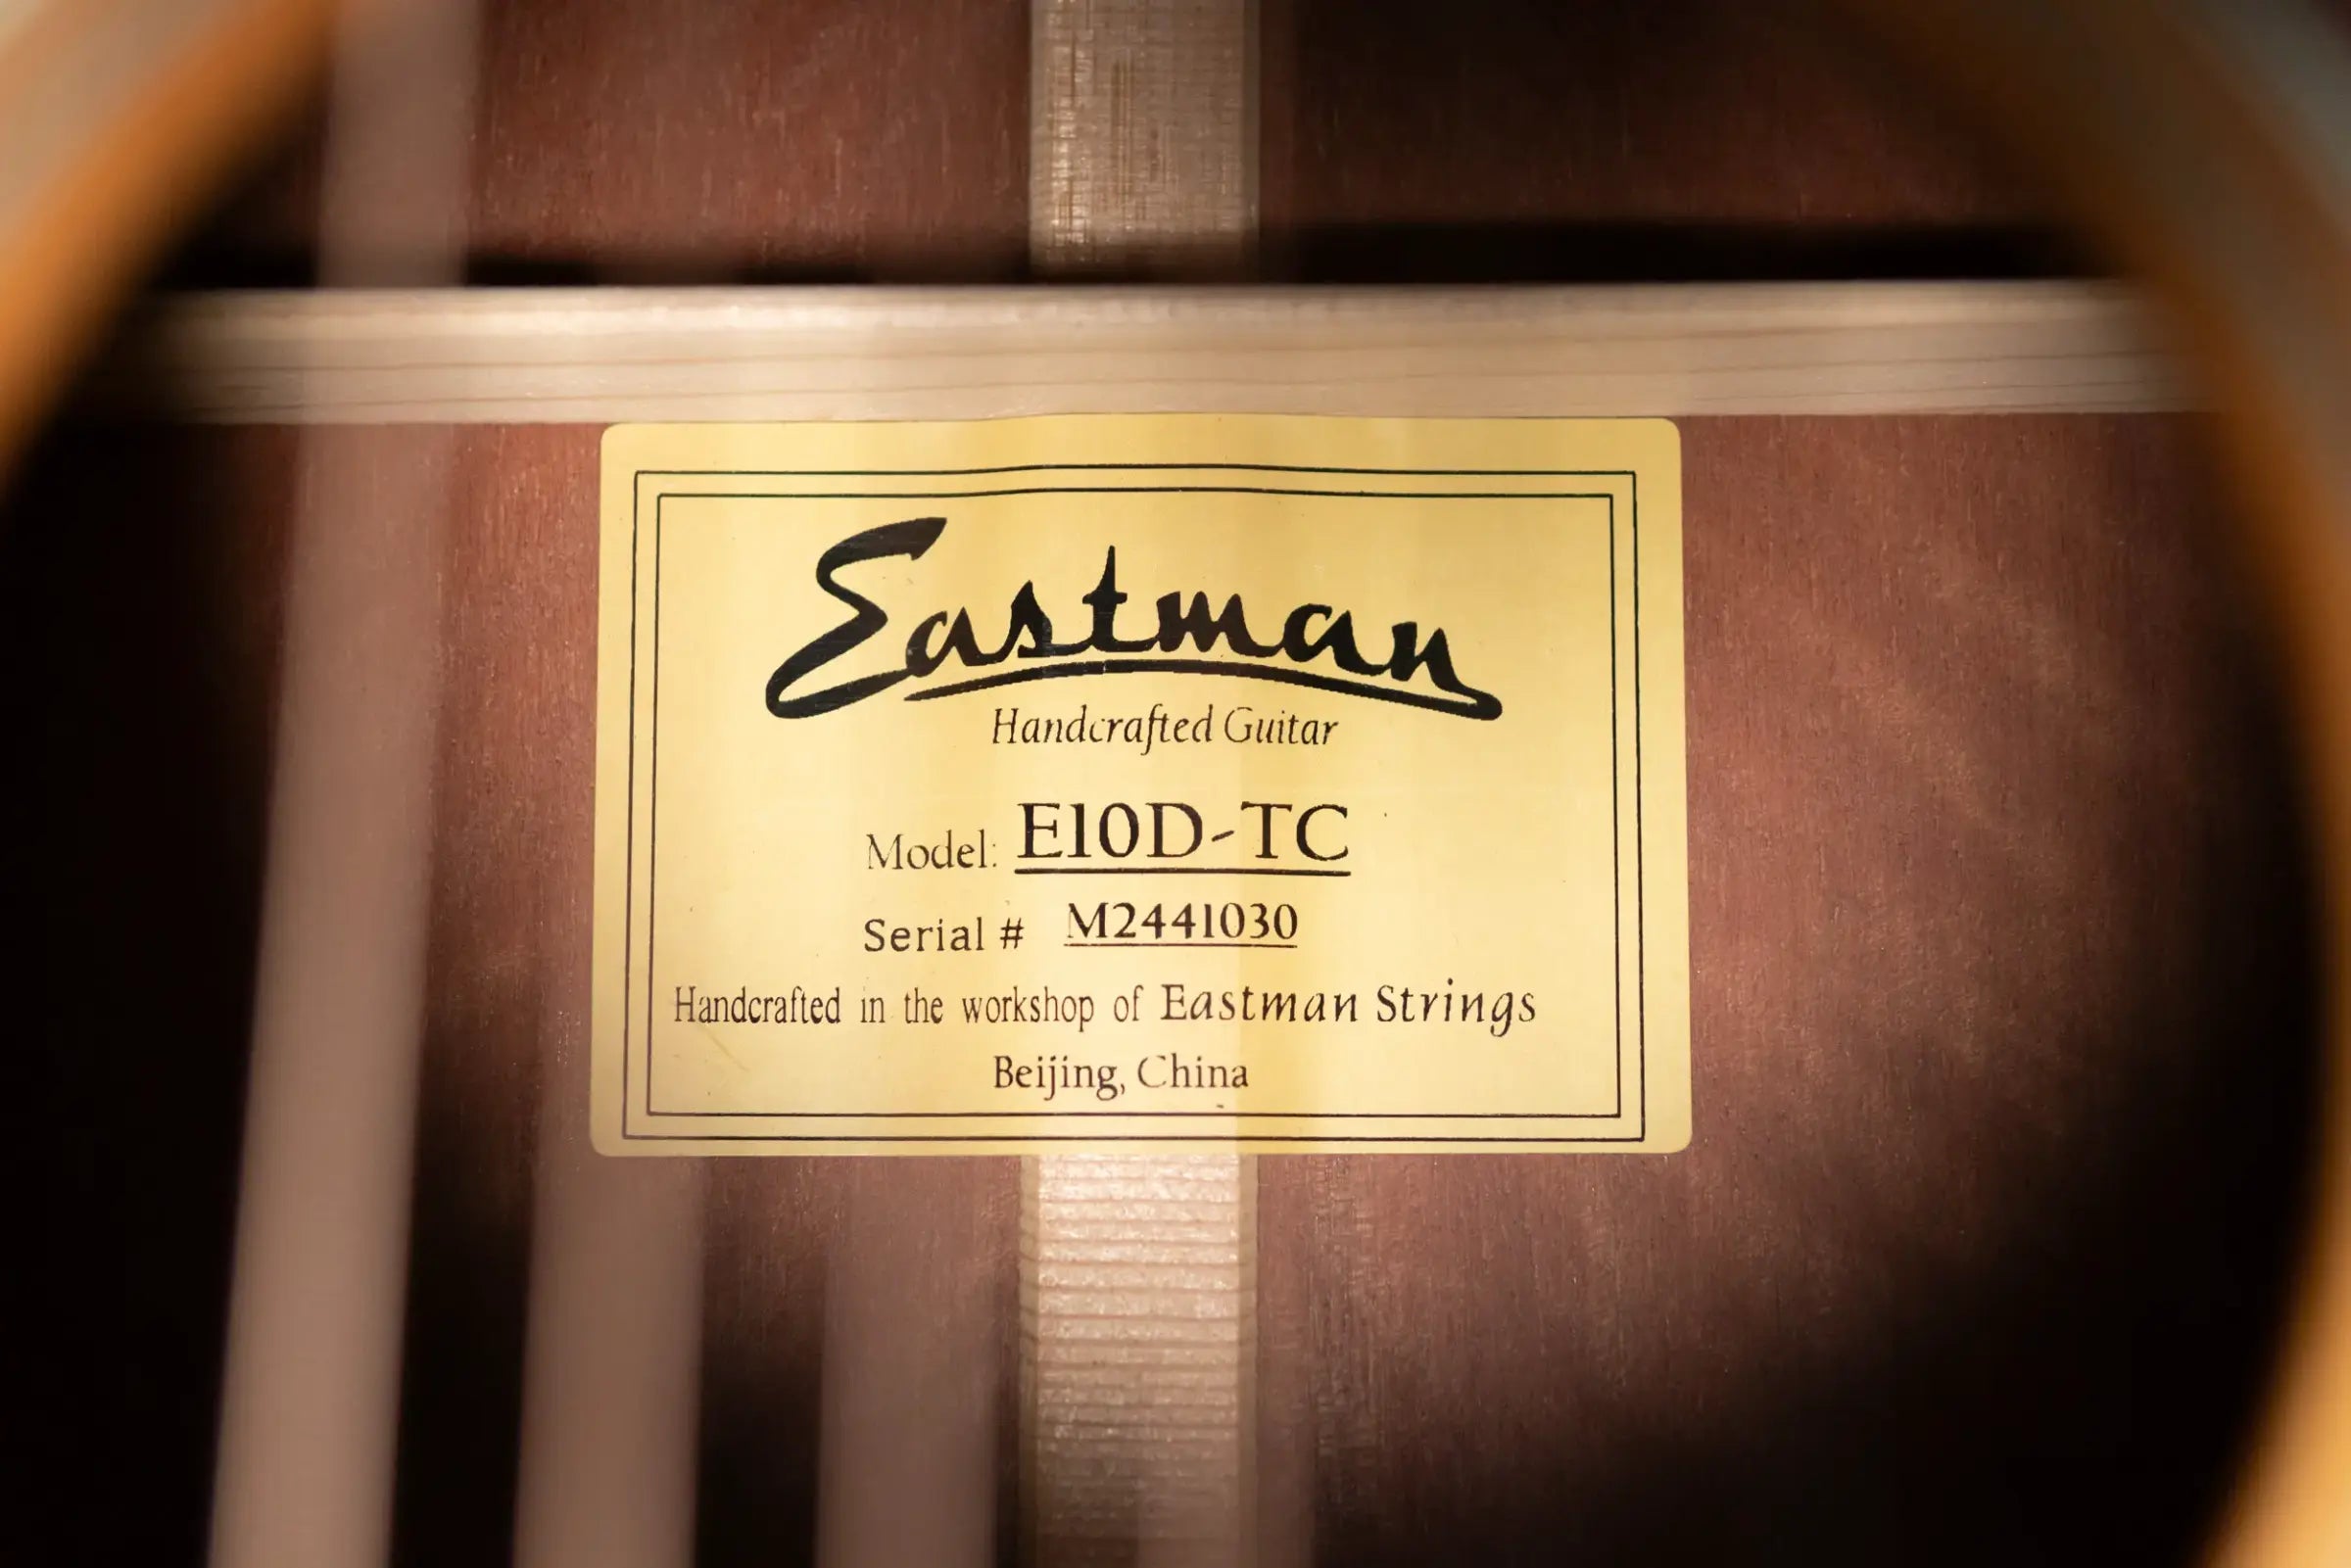 Eastman
Handcrafted Guitar
Model: E10D-TC
Serial # M2441030
Handcrafted in the workshop of Eastman Strings
Beijing, China